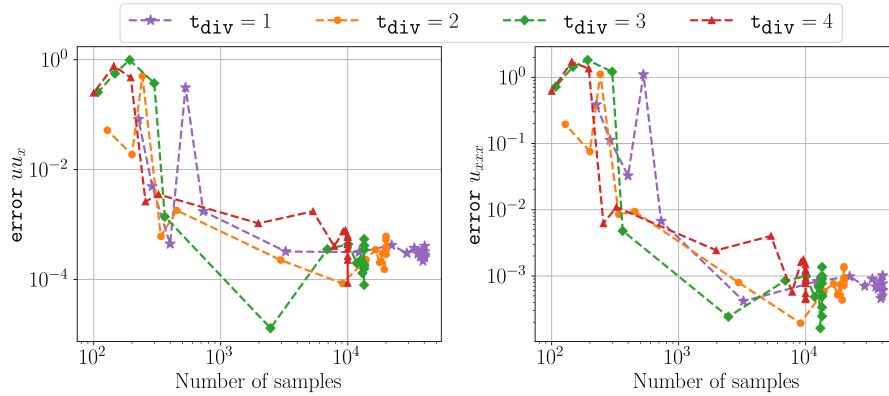 t_div = 1 t_div = 2 t_div = 3 t_div = 4
error uu_x
10^0
10^−2
10^−4
10^2 10^3 10^4
Number of samples
error u_xxx
10^0
10^−1
10^−2
10^−3
10^2 10^3 10^4
Number of samples